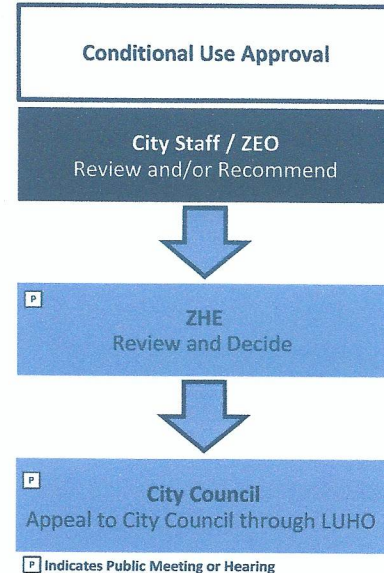 Conditional Use Approval
City Staff / ZEO
Review and/or Recommend
P
ZHE
Review and Decide
P
City Council
Appeal to City Council through LUHO
P Indicates Public Meeting or Hearing